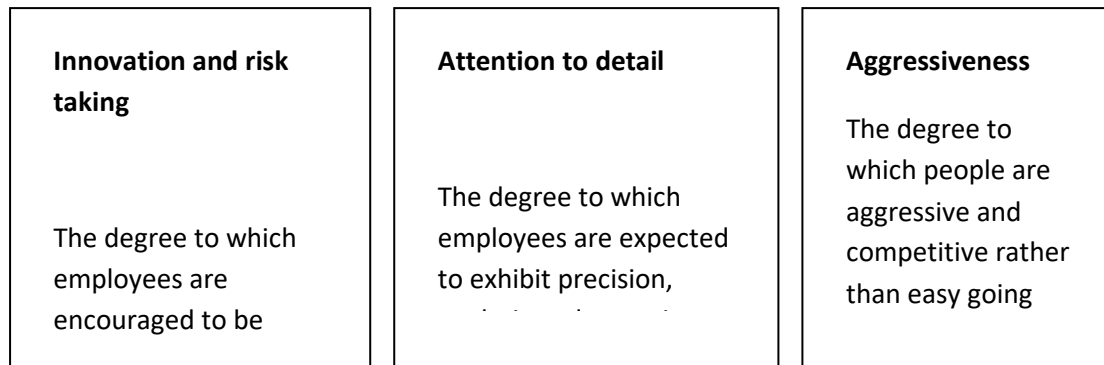 Innovation and risk
taking
The degree to which
employees are
encouraged to be
Attention to detail
The degree to which
employees are expected
to exhibit precision,
Aggressiveness
The degree to
which people are
aggressive and
competitive rather
than easy going